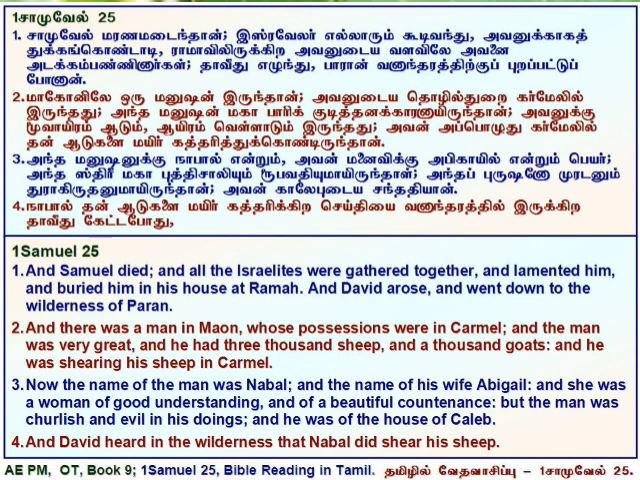 1சாமுவேல் 25
1. சாமுவேல் மரணமடைந்தான்; இஸ்ரவேலர் எல்லாரும் கூடிவந்து, அவனுக்காகத்
துக்கங்கொண்டாடி, ராமாவிலிருக்கிற அவனுடைய வளவிலே அவனை
அடக்கம்பண்ணினார்கள்; தாவீது எழுந்து, பாரான் வனாந்தரத்திற்குப் புறப்பட்டுப்
போனான்.
2.மாகோனிலே ஒரு மனுஷன் இருந்தான்; அவனுடைய தொழில்துறை கர்மேலில்
இருந்தது; அந்த மனுஷன் மகா பாரிக் குடித்தனக்காரனாயிருந்தான்; அவனுக்கு
மூவாயிரம் ஆடும், ஆயிரம் வெள்ளாடும் இருந்தது; அவன் அப்பொழுது கர்மேலில்
தன் ஆடுகளை மயிர் கத்தரித்துக்கொண்டிருந்தான்.
3.அந்த மனுஷனுக்கு நாபால் என்றும், அவன் மனைவிக்கு அபிகாயில் என்றும் பெயர்;
அந்த ஸ்திரீ மகா புத்திசாலியும் ரூபவதியுமாயிருந்தாள்; அந்தப் புருஷனோ முரடனும்
துராகிருதனுமாயிருந்தான்; அவன் காலேபுடைய சந்ததியான்.
4.நாபால் தன் ஆடுகளை மயிர் கத்தரிக்கிற செய்தியை வனாந்தரத்தில் இருக்கிற
தாவீது கேட்டபோது,
1Samuel 25
1.And Samuel died; and all the Israelites were gathered together, and lamented him,
and buried him in his house at Ramah. And David arose, and went down to the
wilderness of Paran.
2.And there was a man in Maon, whose possessions were in Carmel; and the man
was very great, and he had three thousand sheep, and a thousand goats: and he
was shearing his sheep in Carmel.
3.Now the name of the man was Nabal; and the name of his wife Abigail: and she was
a woman of good understanding, and of a beautiful countenance: but the man was
churlish and evil in his doings; and he was of the house of Caleb.
4.And David heard in the wilderness that Nabal did shear his sheep.
AE PM, OT, Book 9; 1Samuel 25, Bible Reading in Tamil. தமிழில் வேதவாசிப்பு – 1சாமுவேல் 25.